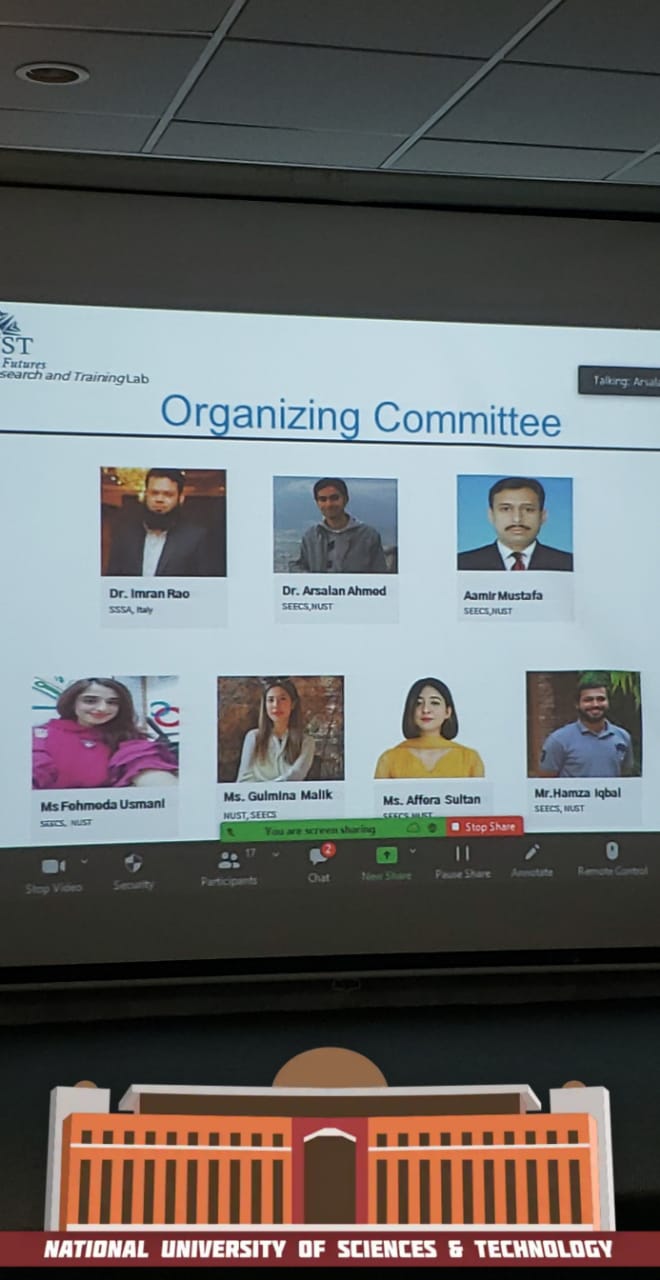 ST
Futures
search and Training Lab
Talking: Arsala
Organizing Committee
Dr. Imran Rao
SSSA, Italy
Dr. Arsalan Ahmed
SEECS,NUST
Aamir Mustafa
SEECS,NUST
Ms Fehmeda Usmani
SEECS, NUST
Ms. Gulmina Malik
NUST, SEECS
Ms. Affera Sultan
SEECS NUST
Mr.Hamza Iqbal
SEECS, NUST
You are screen sharing
Stop Share
Stop Video
Security
Participants 17
Chat 2
New Share
Pause Share
Annotate
Remote Control
NATIONAL UNIVERSITY OF SCIENCES & TECHNOLOGY